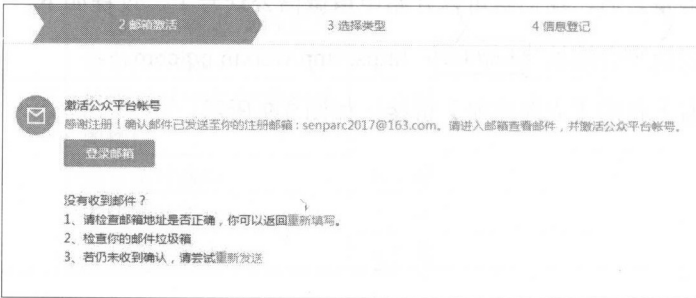 2 邮箱激活
3 选择类型
4 信息登记
激活公众平台帐号
感谢注册！确认邮件已发送至你的注册邮箱：senparc2017@163.com。请进入邮箱查看邮件，并激活公众平台帐号。
登录邮箱
没有收到邮件？
1、请检查邮箱地址是否正确，你可以返回重新填写。
2、检查你的邮件垃圾箱
3、若仍未收到确认，请尝试重新发送